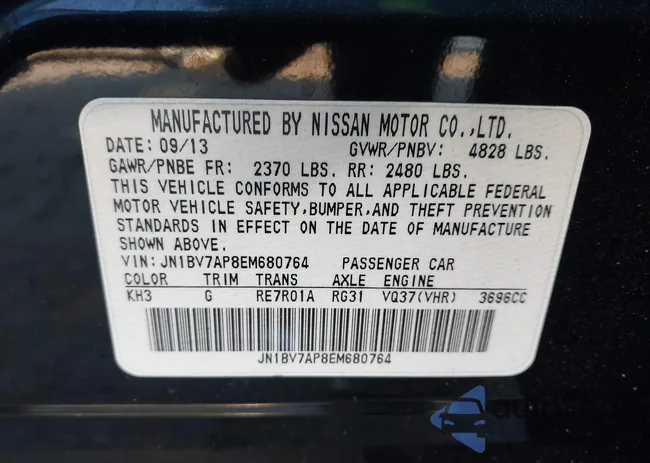 MANUFACTURED BY NISSAN MOTOR CO.,LTD.
DATE: 09/13 GVWR/PNBV: 4828 LBS.
GAWR/PNBE FR: 2370 LBS. RR: 2480 LBS.
THIS VEHICLE CONFORMS TO ALL APPLICABLE FEDERAL
MOTOR VEHICLE SAFETY,BUMPER,AND THEFT PREVENTION
STANDARDS IN EFFECT ON THE DATE OF MANUFACTURE
SHOWN ABOVE.
VIN: JN1BV7AP8EM680764 PASSENGER CAR
COLOR TRIM TRANS AXLE ENGINE
KH3 G RE7R01A RG31 VQ37(VHR) 3696CC
JN1BV7AP8EM680764